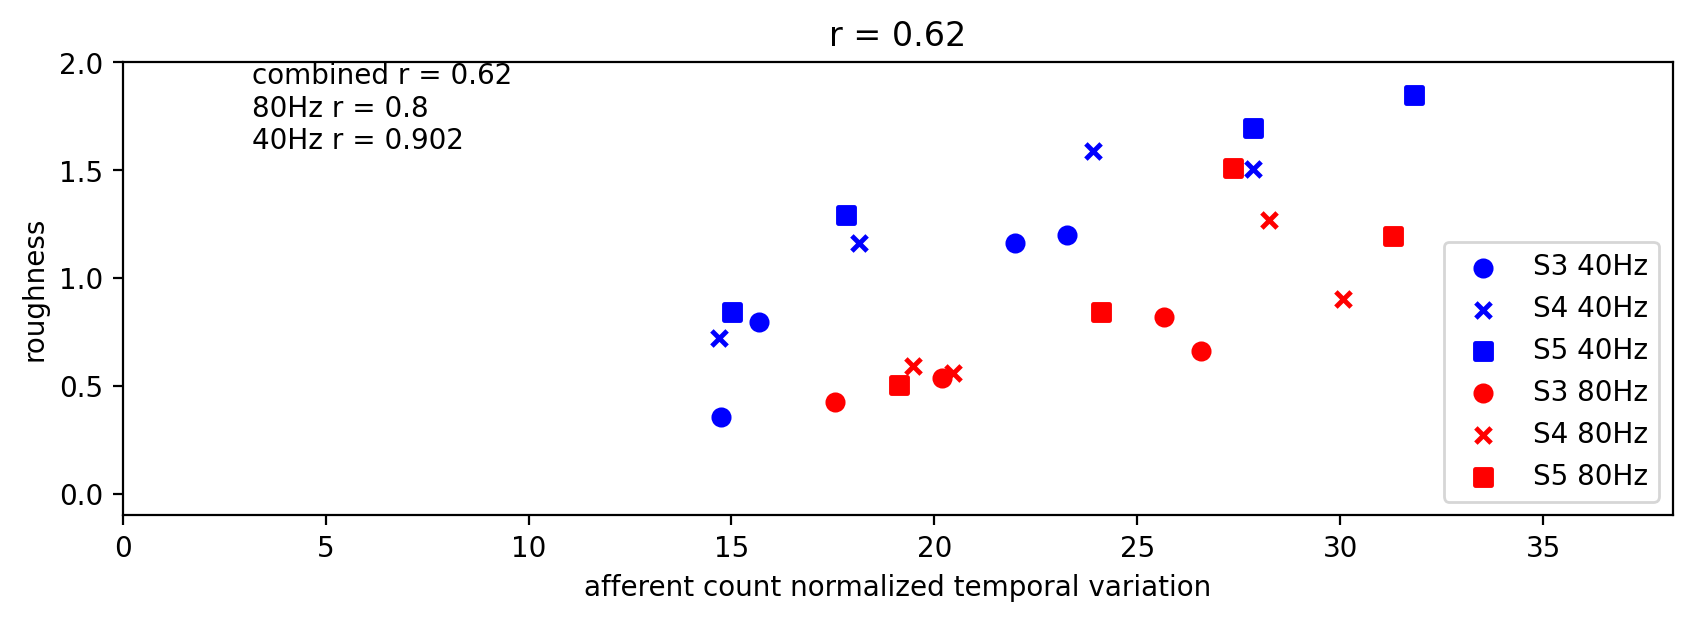 r = 0.62
combined r = 0.62
80Hz r = 0.8
40Hz r = 0.902
2.0
1.5
1.0
0.5
0.0
roughness
S3 40Hz
S4 40Hz
S5 40Hz
S3 80Hz
S4 80Hz
S5 80Hz
0 5 10 15 20 25 30 35
afferent count normalized temporal variation